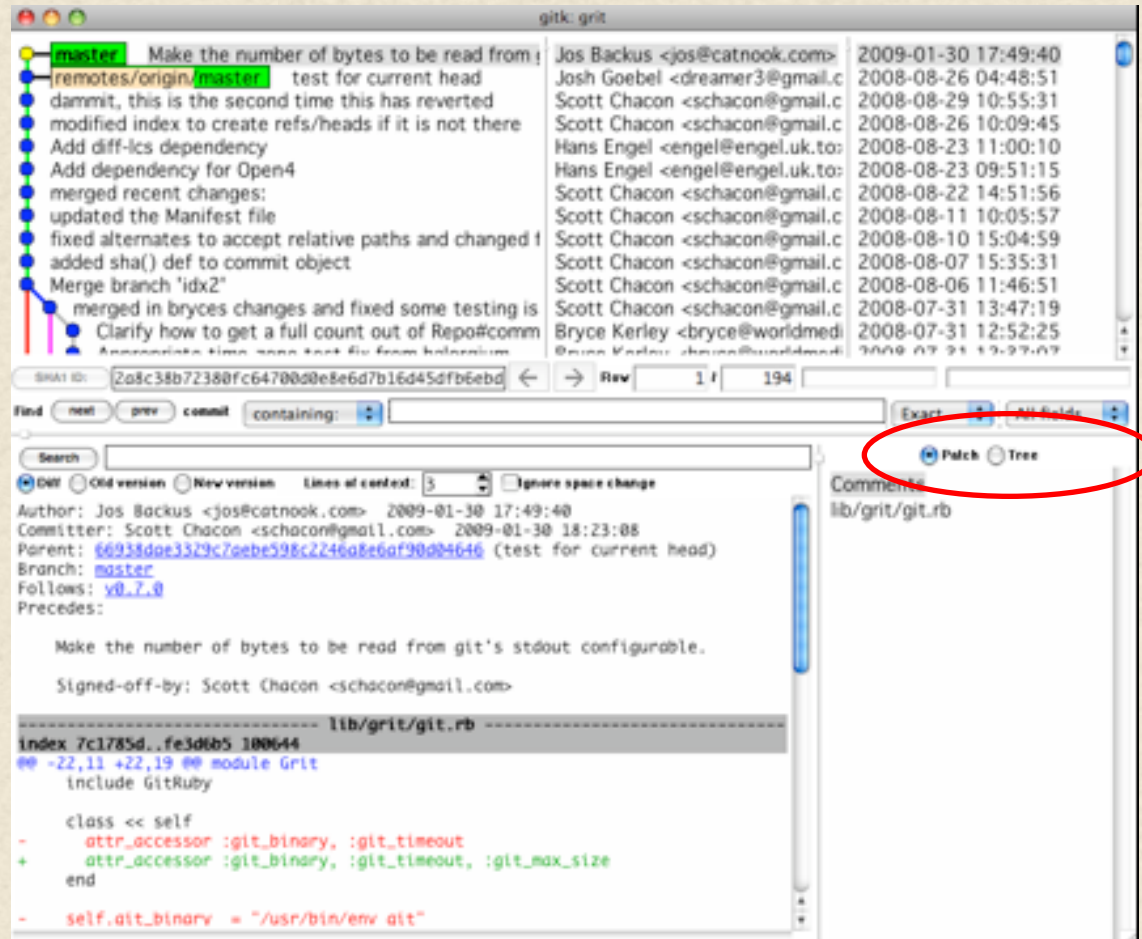 gitk: grit
master Make the number of bytes to be read from Jos Backus <jos@catnook.com> 2009-01-30 17:49:40
remotes/origin/master test for current head Josh Goebel <dreamer3@gmail.c 2008-08-26 04:48:51
dammit, this is the second time this has reverted Scott Chacon <schacon@gmail.c 2008-08-29 10:55:31
modified index to create refs/heads if it is not there Scott Chacon <schacon@gmail.c 2008-08-26 10:09:45
Add diff-lcs dependency Hans Engel <engel@engel.uk.to> 2008-08-23 11:00:10
Add dependency for Open4 Hans Engel <engel@engel.uk.to> 2008-08-23 09:51:15
merged recent changes: Scott Chacon <schacon@gmail.c 2008-08-22 14:51:56
updated the Manifest file Scott Chacon <schacon@gmail.c 2008-08-11 10:05:57
fixed alternates to accept relative paths and changed f Scott Chacon <schacon@gmail.c 2008-08-10 15:04:59
added sha() def to commit object Scott Chacon <schacon@gmail.c 2008-08-07 15:35:31
Merge branch 'idx2' Scott Chacon <schacon@gmail.c 2008-08-06 11:46:51
merged in bryces changes and fixed some testing is Scott Chacon <schacon@gmail.c 2008-07-31 13:47:19
Clarify how to get a full count out of Repo#comm Bryce Kerley <bryce@worldmedi 2008-07-31 12:52:25
SHA1 ID: 2a8c38b72380fc64700d0e8e6d7b16d45dfb6ebd Row 1 / 194
Find next prev commit containing: Exact All fields
Search Patch Tree
Diff Old version New version Lines of context: 3 Ignore space change
Comments
lib/grit/git.rb
Author: Jos Backus <jos@catnook.com> 2009-01-30 17:49:40
Committer: Scott Chacon <schacon@gmail.com> 2009-01-30 18:23:08
Parent: 66938dae3329c7aebe598c2246a8e6af90d04646 (test for current head)
Branch: master
Follows: v0.7.0
Precedes:
Make the number of bytes to be read from git's stdout configurable.
Signed-off-by: Scott Chacon <schacon@gmail.com>
------------------------------- lib/grit/git.rb -------------------------------
index 7c1785d..fe3d6b5 100644
@@ -22,11 +22,19 @@ module Grit
include GitRuby
class << self
- attr_accessor :git_binary, :git_timeout
+ attr_accessor :git_binary, :git_timeout, :git_max_size
end
- self.git_binary = "/usr/bin/env git"